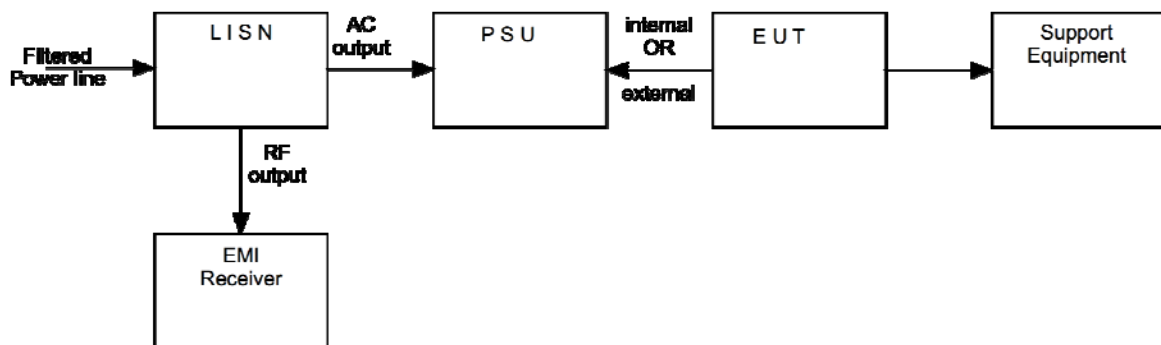 L I S N
AC
output
P S U
internal
OR
external
E U T
Support
Equipment
Filtered
Power line
RF
output
EMI
Receiver